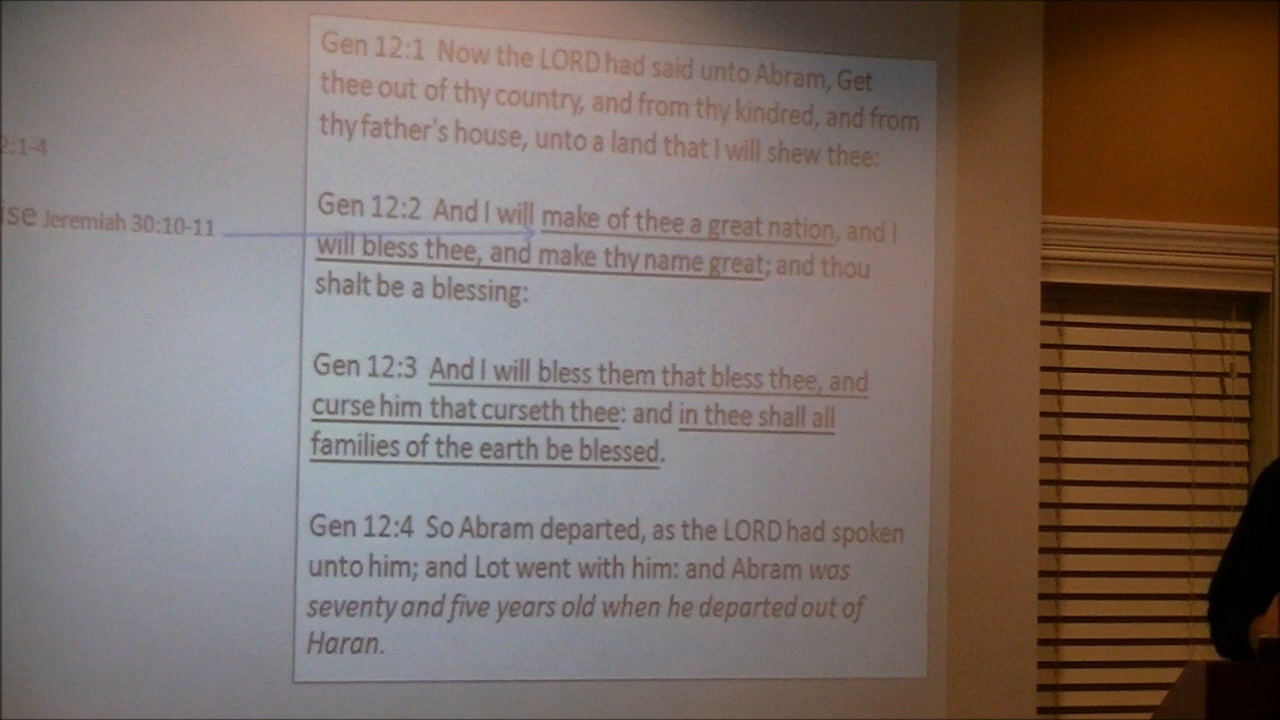 2:1-4
ise Jeremiah 30:10-11
Gen 12:1 Now the LORD had said unto Abram, Get
thee out of thy country, and from thy kindred, and from
thy father's house, unto a land that I will shew thee:
Gen 12:2 And I will make of thee a great nation, and I
will bless thee, and make thy name great; and thou
shalt be a blessing:
Gen 12:3 And I will bless them that bless thee, and
curse him that curseth thee: and in thee shall all
families of the earth be blessed.
Gen 12:4 So Abram departed, as the LORD had spoken
unto him; and Lot went with him: and Abram was
seventy and five years old when he departed out of
Haran.